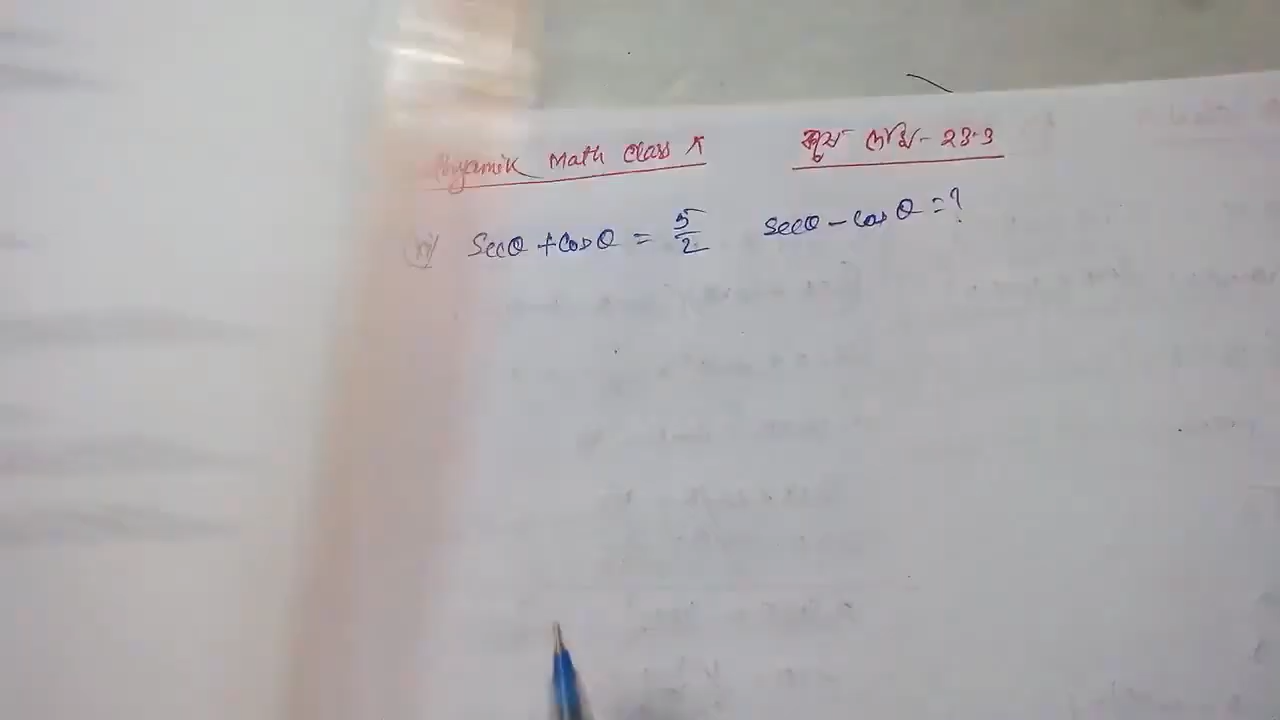 Math Class X
কষে দেখি - 23.3
secθ + cosθ = 5/2 secθ - cosθ = ?